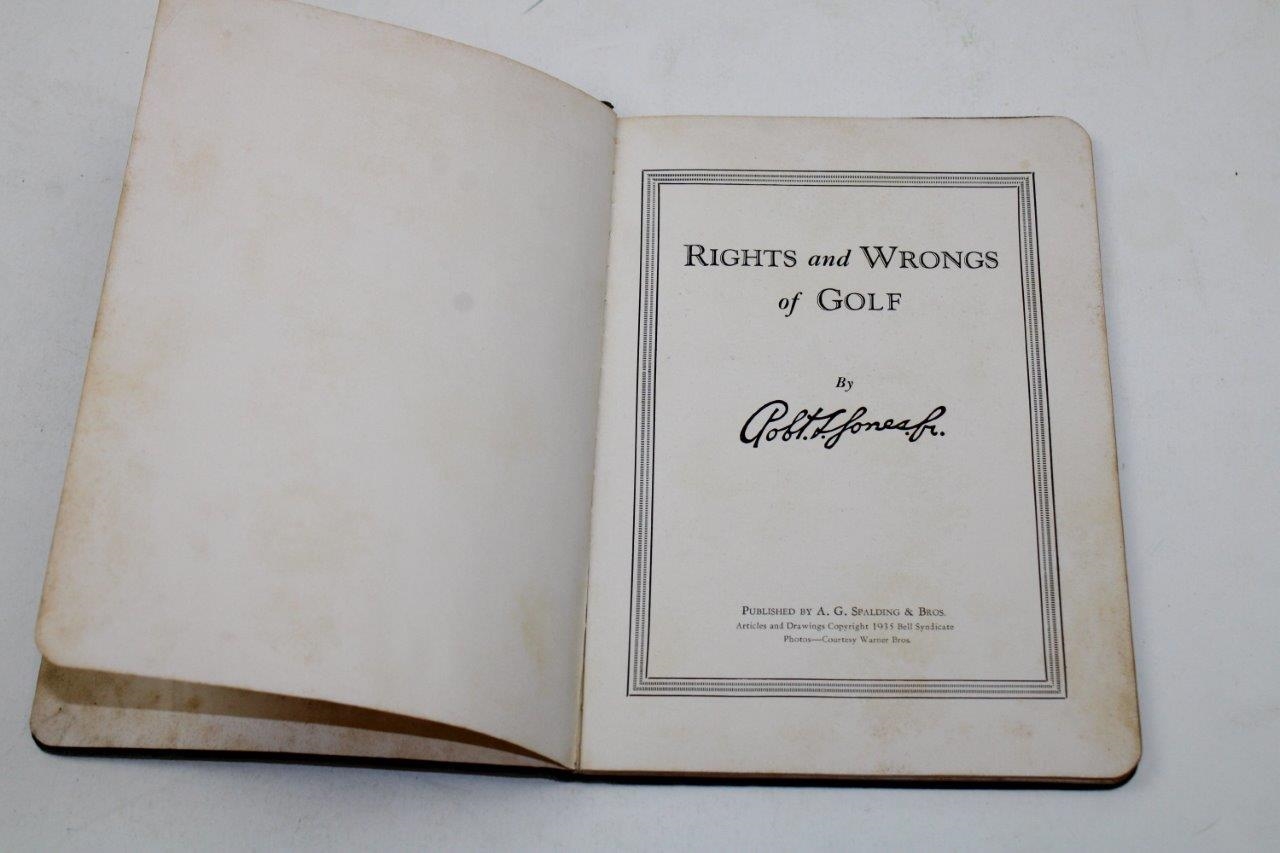 RIGHTS and WRONGS
of GOLF
By
Robt. T. Jones. Jr.
PUBLISHED BY A. G. SPALDING & BROS.
Articles and Drawings Copyright 1935 Bell Syndicate
Photos—Courtesy Warner Bros.